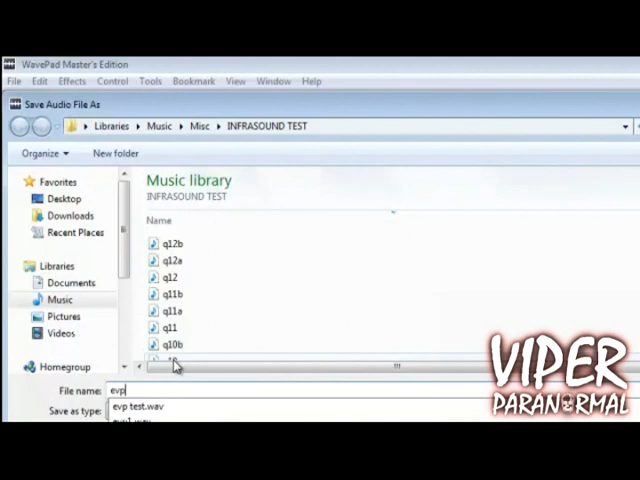 WavePad Master's Edition
File Edit Effects Control Tools Bookmark View Window Help
Save Audio File As
Libraries Music Misc INFRASOUND TEST
Organize New folder
Favorites
Desktop
Downloads
Recent Places
Libraries
Documents
Music
Pictures
Videos
Homegroup
Music library
INFRASOUND TEST
Name
q12b
q12a
q12
q11b
q11a
q11
q10b
File name: evp
Save as type:
evp test.wav
VIPER
PARANORMAL